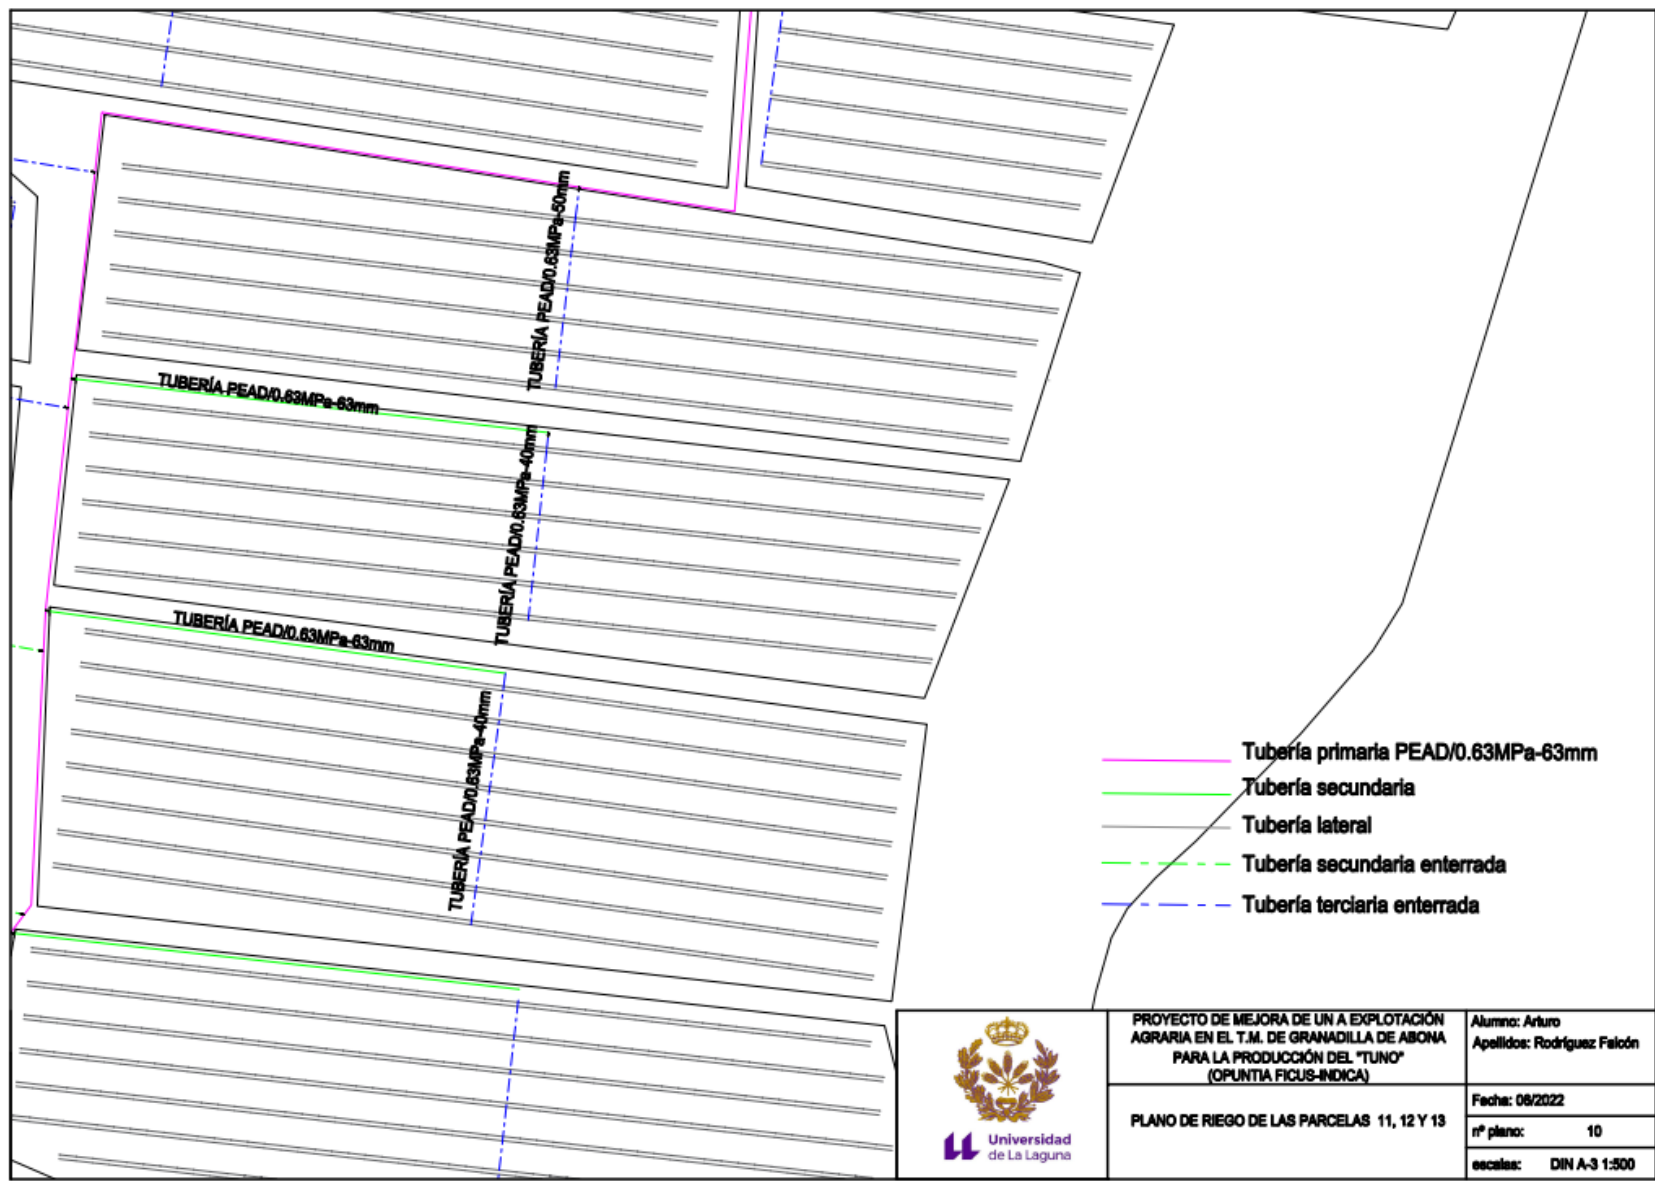 TUBERÍA PEAD/0.63MPa-50mm
TUBERÍA PEAD/0.63MPa-63mm
TUBERÍA PEAD/0.63MPa-40mm
TUBERÍA PEAD/0.63MPa-63mm
TUBERÍA PEAD/0.63MPa-40mm
Tubería primaria PEAD/0.63MPa-63mm
Tubería secundaria
Tubería lateral
Tubería secundaria enterrada
Tubería terciaria enterrada
Universidad
de La Laguna
PROYECTO DE MEJORA DE UN A EXPLOTACIÓN
AGRARIA EN EL T.M. DE GRANADILLA DE ABONA
PARA LA PRODUCCIÓN DEL "TUNO"
(OPUNTIA FICUS-INDICA)
PLANO DE RIEGO DE LAS PARCELAS 11, 12 Y 13
Alumno: Arturo
Apellidos: Rodríguez Falcón
Fecha: 06/2022
nº plano: 10
escalas: DIN A-3 1:500